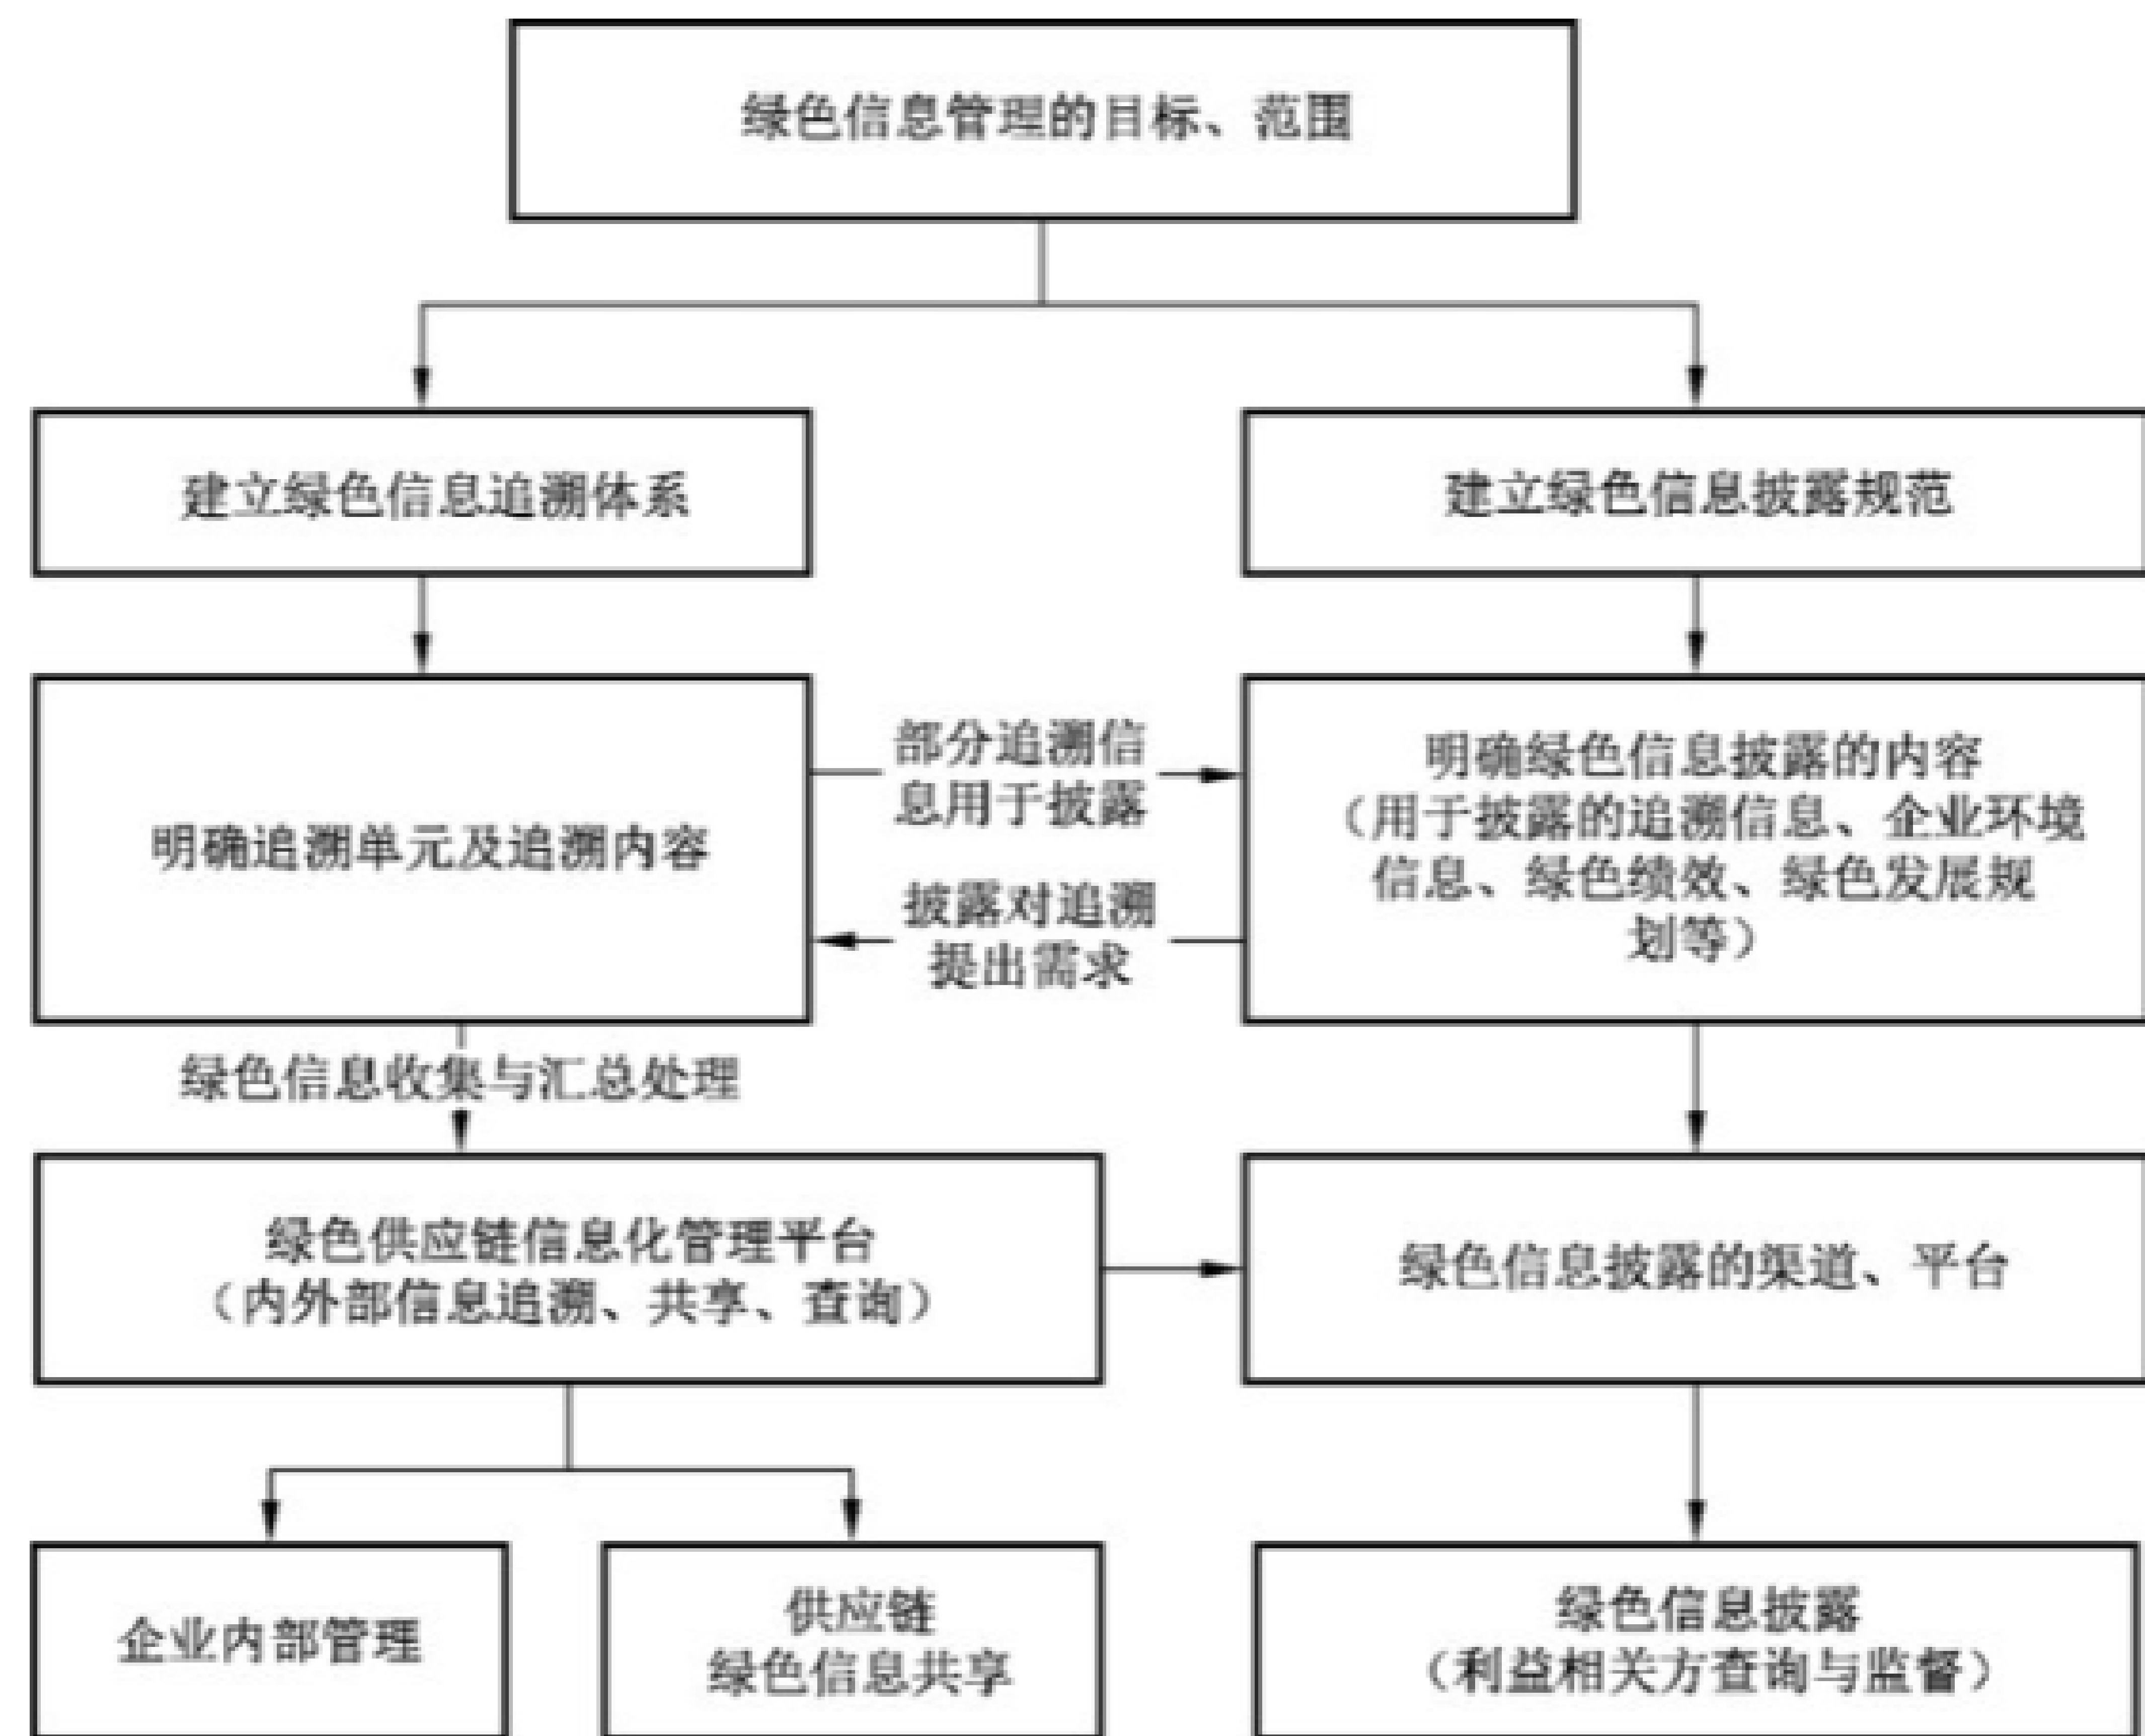 绿色信息管理的目标、范围
建立绿色信息追溯体系
建立绿色信息披露规范
明确追溯单元及追溯内容
部分追溯信
息用于披露
披露对追溯
提出需求
明确绿色信息披露的内容
（用于披露的追溯信息、企业环境
信息、绿色绩效、绿色发展规
划等）
绿色信息收集与汇总处理
绿色供应链信息化管理平台
（内外部信息追溯、共享、查询）
绿色信息披露的渠道、平台
企业内部管理
供应链
绿色信息共享
绿色信息披露
（利益相关方查询与监督）